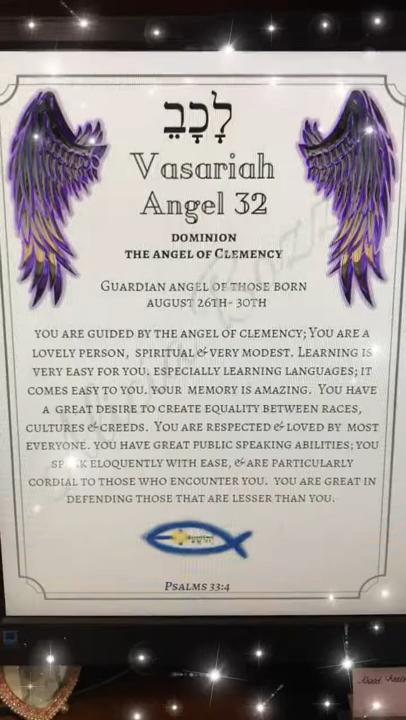 לָכָבֵ
Vasariah
Angel 32
DOMINION
THE ANGEL OF CLEMENCY
GUARDIAN ANGEL OF THOSE BORN
AUGUST 26TH- 30TH
YOU ARE GUIDED BY THE ANGEL OF CLEMENCY; YOU ARE A
LOVELY PERSON, SPIRITUAL & VERY MODEST. LEARNING IS
VERY EASY FOR YOU. ESPECIALLY LEARNING LANGUAGES; IT
COMES EASY TO YOU. YOUR MEMORY IS AMAZING. YOU HAVE
A GREAT DESIRE TO CREATE EQUALITY BETWEEN RACES,
CULTURES & CREEDS. YOU ARE RESPECTED & LOVED BY MOST
EVERYONE. YOU HAVE GREAT PUBLIC SPEAKING ABILITIES; YOU
SPEAK ELOQUENTLY WITH EASE, & ARE PARTICULARLY
CORDIAL TO THOSE WHO ENCOUNTER YOU. YOU ARE GREAT IN
DEFENDING THOSE THAT ARE LESSER THAN YOU.
PSALMS 33:4